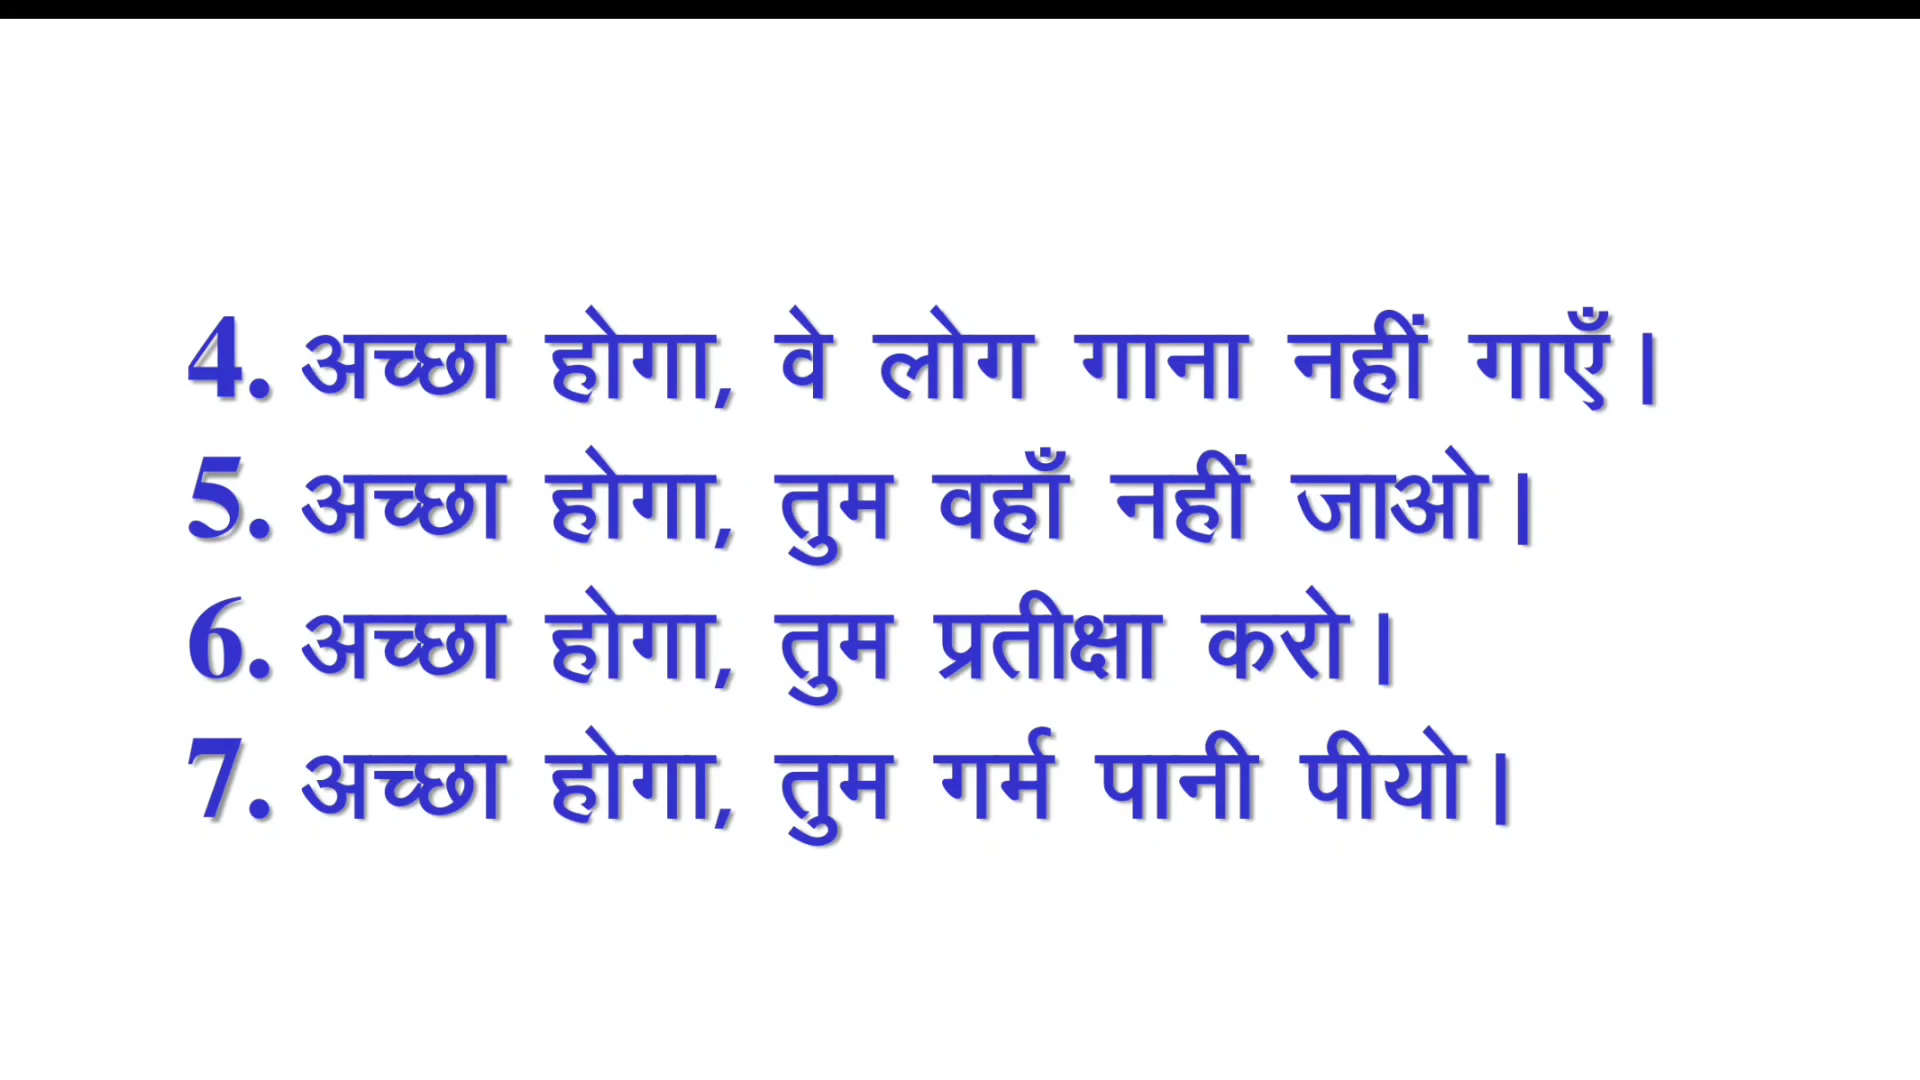 4. अच्छा होगा, वे लोग गाना नहीं गाएँ।
5. अच्छा होगा, तुम वहाँ नहीं जाओ।
6. अच्छा होगा, तुम प्रतीक्षा करो।
7. अच्छा होगा, तुम गर्म पानी पीयो।